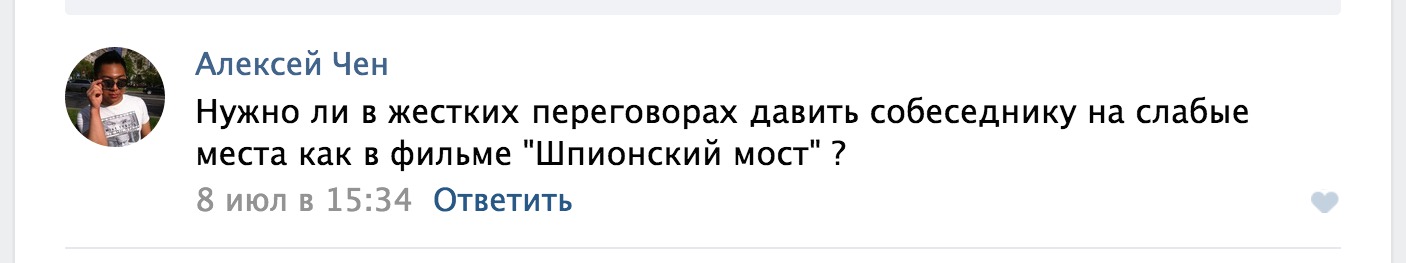 Алексей Чен
Нужно ли в жестких переговорах давить собеседнику на слабые
места как в фильме "Шпионский мост" ?
8 июл в 15:34 Ответить